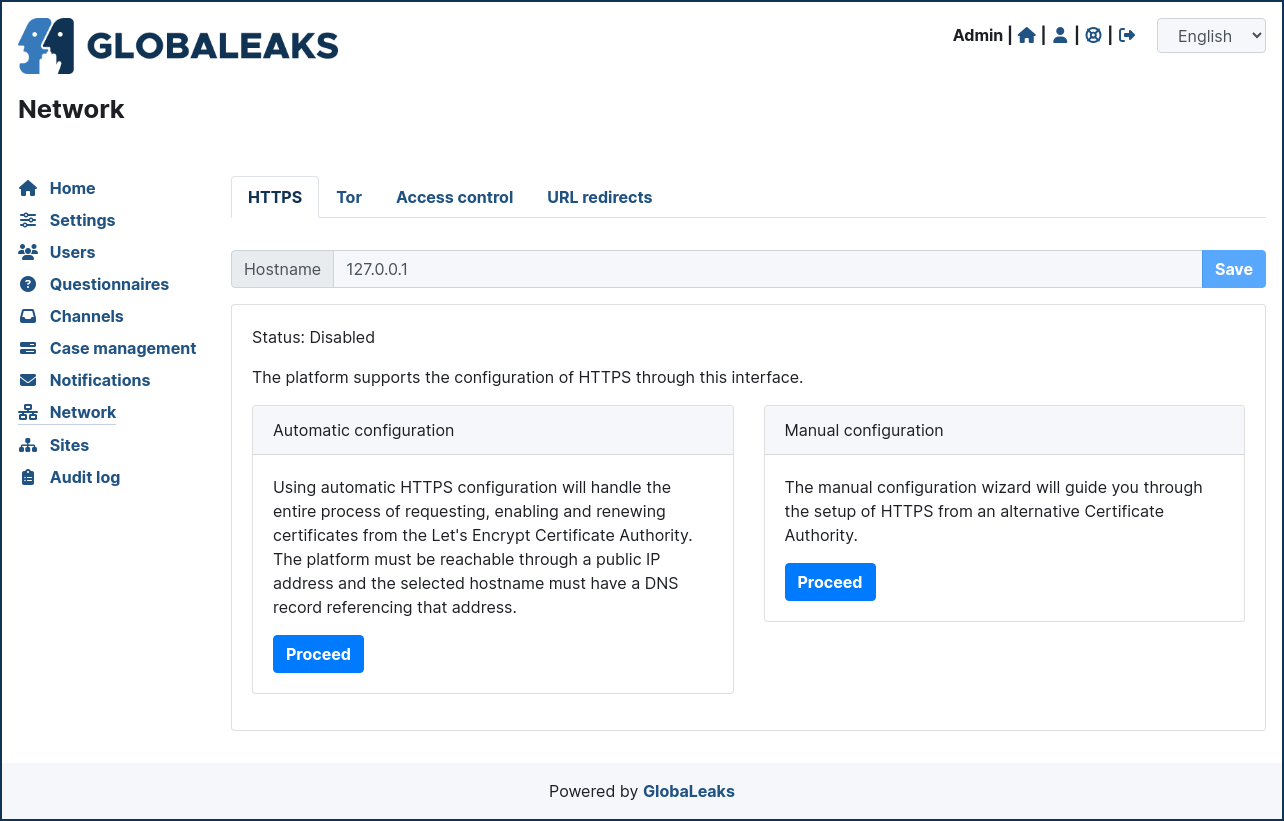 GLOBALEAKS
Admin | | | |
English
Network
Home
Settings
Users
Questionnaires
Channels
Case management
Notifications
Network
Sites
Audit log
HTTPS Tor Access control URL redirects
Hostname 127.0.0.1 Save
Status: Disabled
The platform supports the configuration of HTTPS through this interface.
Automatic configuration
Using automatic HTTPS configuration will handle the
entire process of requesting, enabling and renewing
certificates from the Let's Encrypt Certificate Authority.
The platform must be reachable through a public IP
address and the selected hostname must have a DNS
record referencing that address.
Proceed
Manual configuration
The manual configuration wizard will guide you through
the setup of HTTPS from an alternative Certificate
Authority.
Proceed
Powered by GlobaLeaks